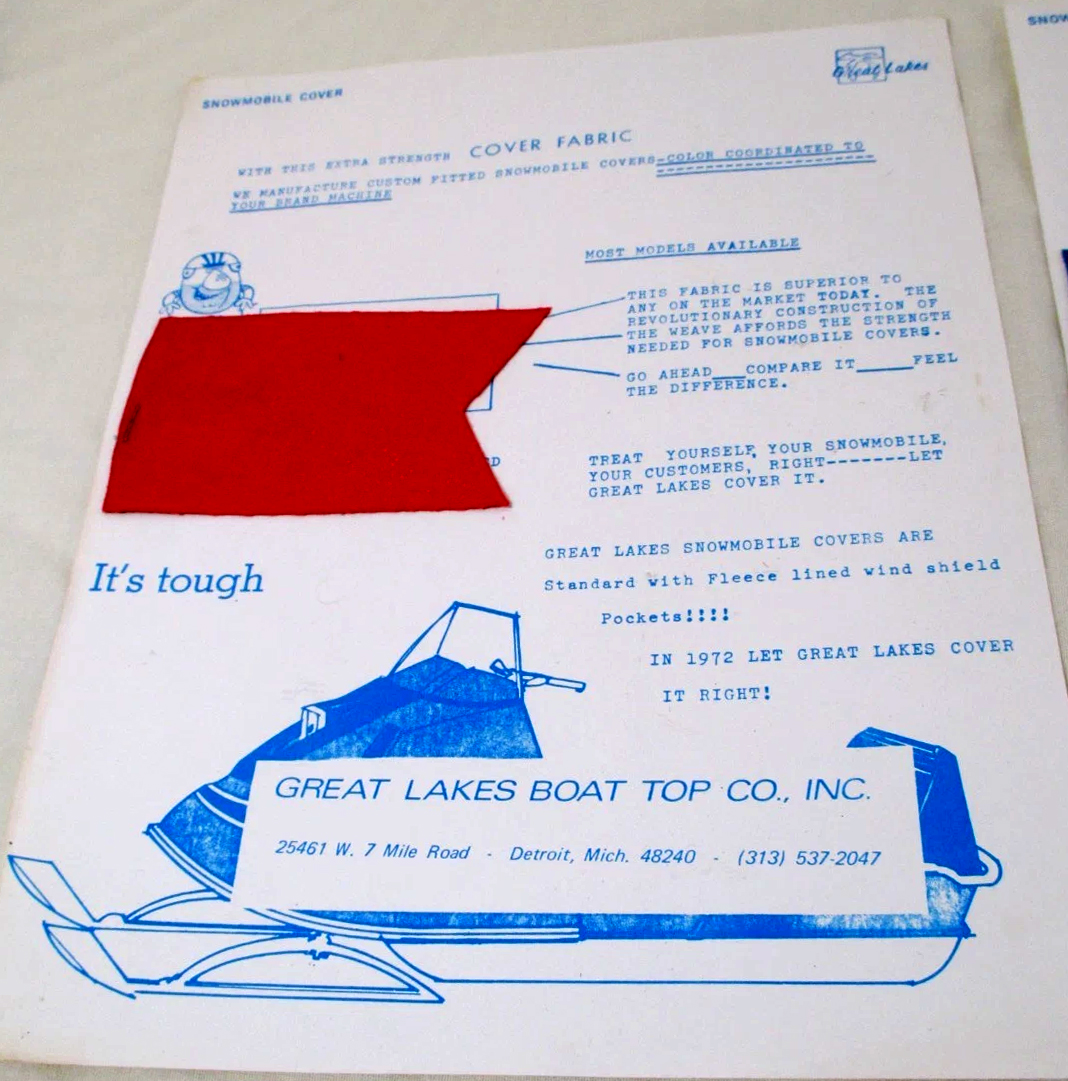 SNOWMOBILE COVER
Great Lakes
COVER FABRIC
WITH THIS EXTRA STRENGTH
WE MANUFACTURE CUSTOM FITTED SNOWMOBILE COVERS-COLOR COORDINATED TO
YOUR BRAND MACHINE
MOST MODELS AVAILABLE
THIS FABRIC IS SUPERIOR TO
ANY ON THE MARKET TODAY. THE
REVOLUTIONARY CONSTRUCTION OF
THE WEAVE AFFORDS THE STRENGTH
NEEDED FOR SNOWMOBILE COVERS.
GO AHEAD___COMPARE IT_____FEEL
THE DIFFERENCE.
TREAT YOURSELF, YOUR SNOWMOBILE,
YOUR CUSTOMERS, RIGHT-------LET
GREAT LAKES COVER IT.
GREAT LAKES SNOWMOBILE COVERS ARE
Standard with Fleece lined wind shield
Pockets!!!!
IN 1972 LET GREAT LAKES COVER
IT RIGHT!
It's tough
GREAT LAKES BOAT TOP CO., INC.
25461 W. 7 Mile Road - Detroit, Mich. 48240 - (313) 537-2047